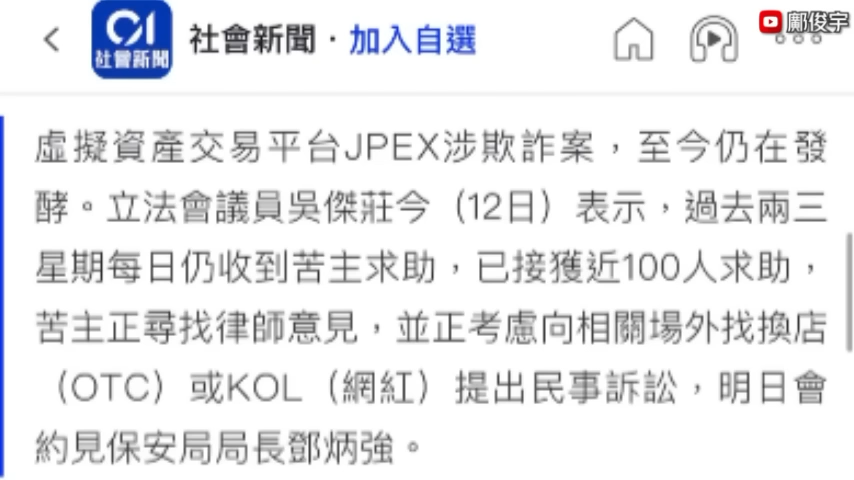 社會新聞
社會新聞 · 加入自選
鄺俊宇
虛擬資產交易平台JPEX涉欺詐案，至今仍在發
酵。立法會議員吳傑莊今（12日）表示，過去兩三
星期每日仍收到苦主求助，已接獲近100人求助，
苦主正尋找律師意見，並正考慮向相關場外找換店
（OTC）或KOL（網紅）提出民事訴訟，明日會
約見保安局局長鄧炳強。